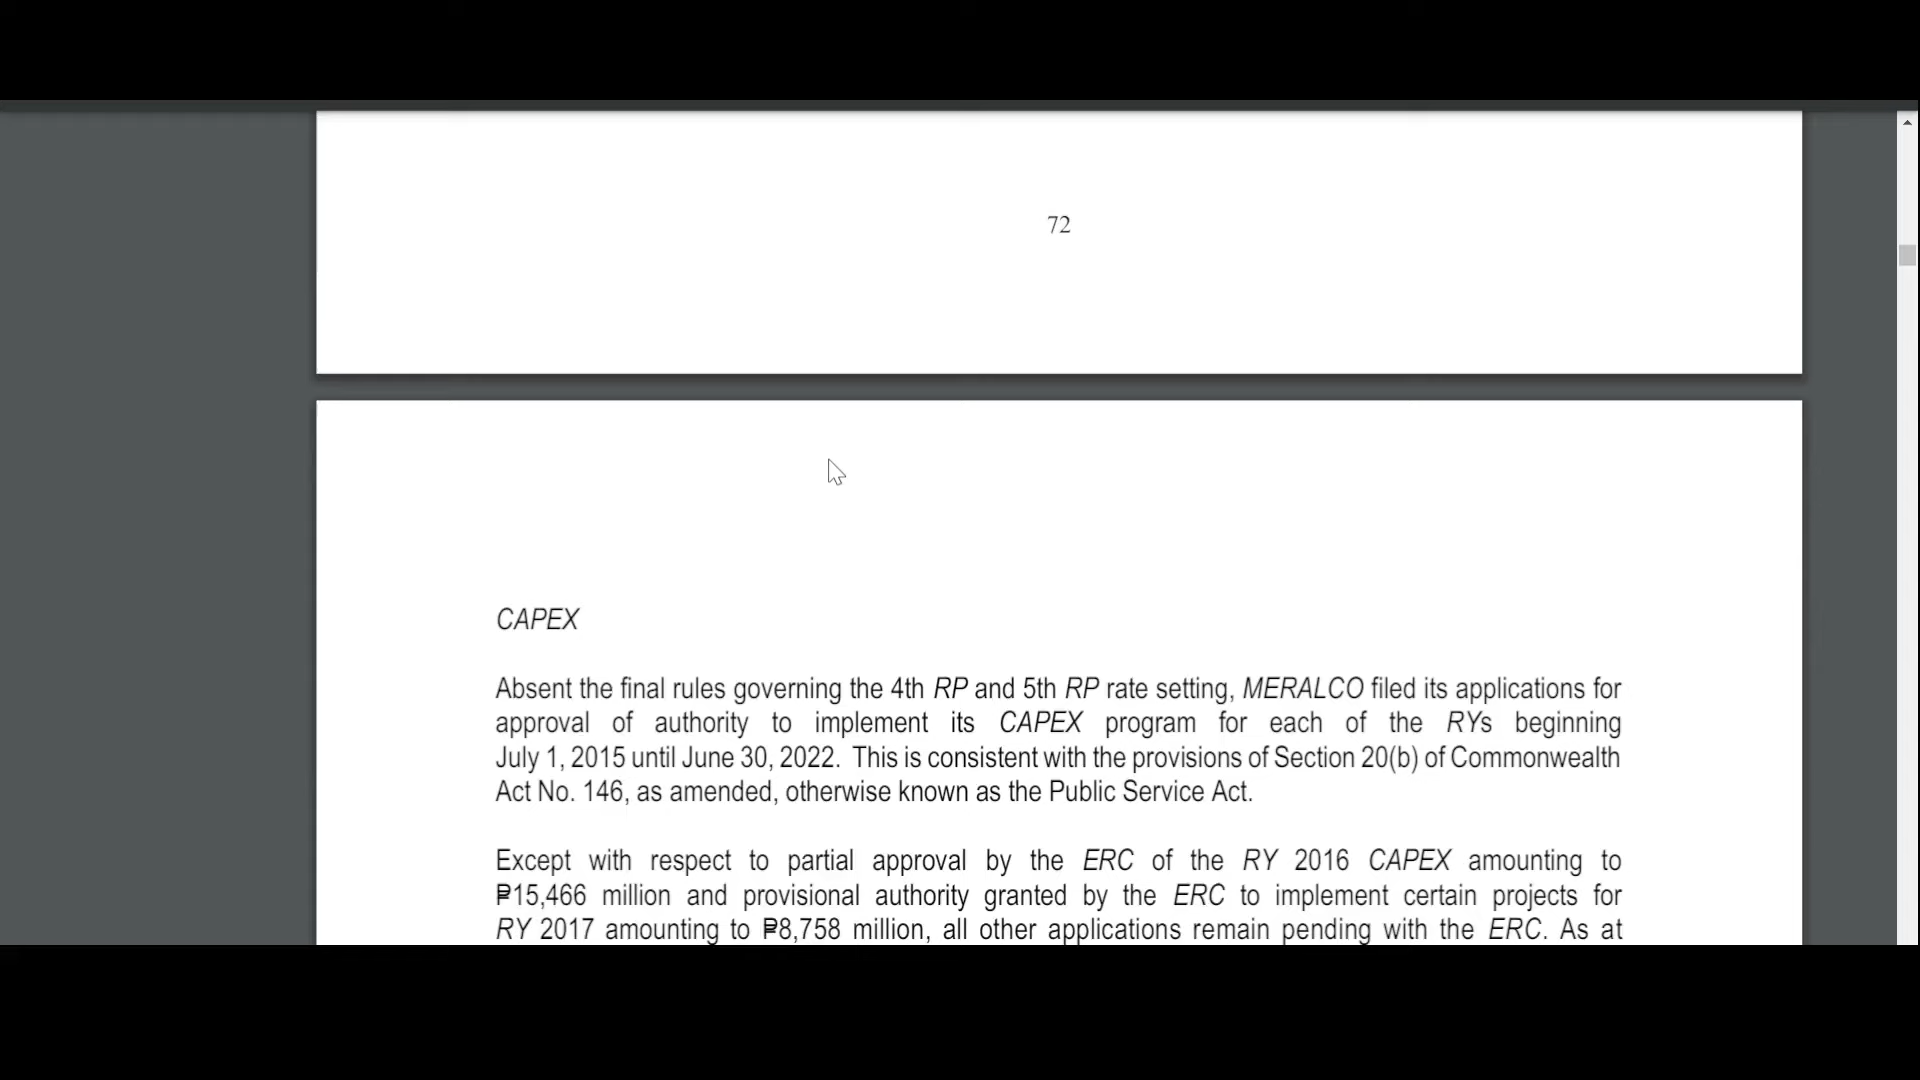 72
CAPEX
Absent the final rules governing the 4th RP and 5th RP rate setting, MERALCO filed its applications for
approval of authority to implement its CAPEX program for each of the RYs beginning
July 1, 2015 until June 30, 2022. This is consistent with the provisions of Section 20(b) of Commonwealth
Act No. 146, as amended, otherwise known as the Public Service Act.
Except with respect to partial approval by the ERC of the RY 2016 CAPEX amounting to
₱15,466 million and provisional authority granted by the ERC to implement certain projects for
RY 2017 amounting to ₱8,758 million, all other applications remain pending with the ERC. As at